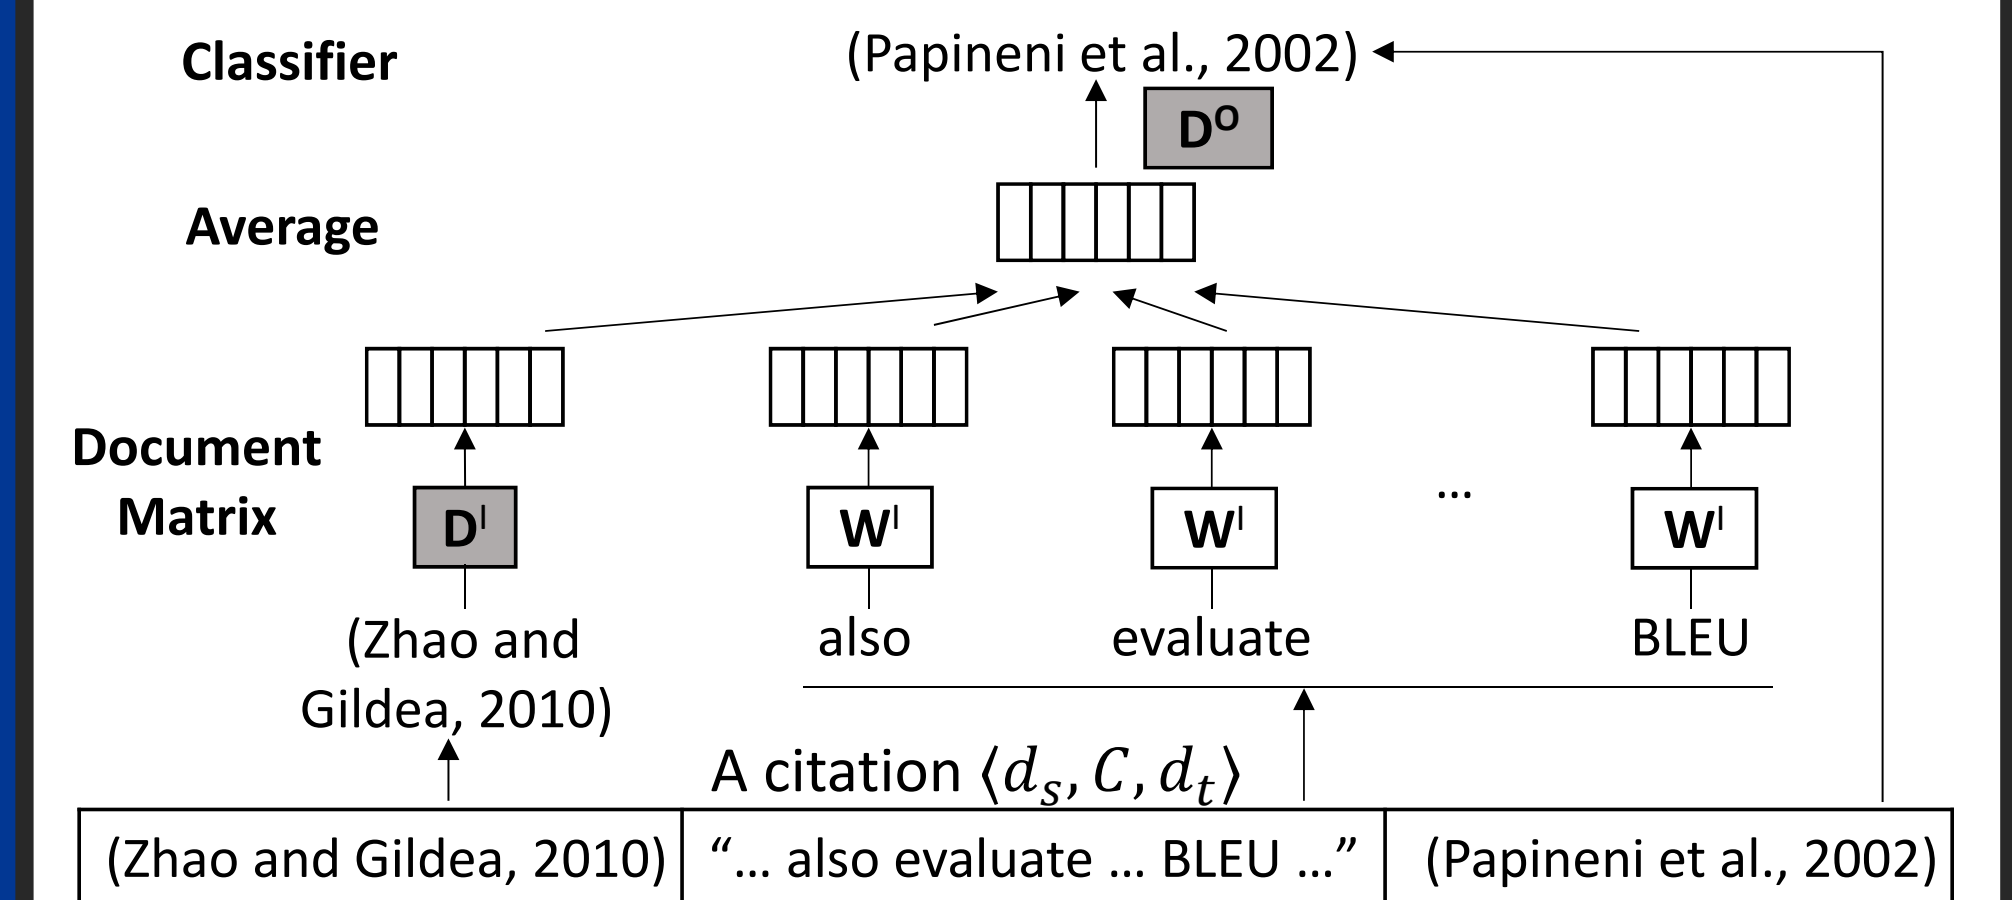 Classifier
(Papineni et al., 2002)
Dᴼ
Average
Document
Matrix
Dᴵ
Wᴵ
Wᴵ
...
Wᴵ
(Zhao and
Gildea, 2010)
also
evaluate
BLEU
A citation ⟨dₛ, C, dₜ⟩
(Zhao and Gildea, 2010)
“... also evaluate ... BLEU ...”
(Papineni et al., 2002)